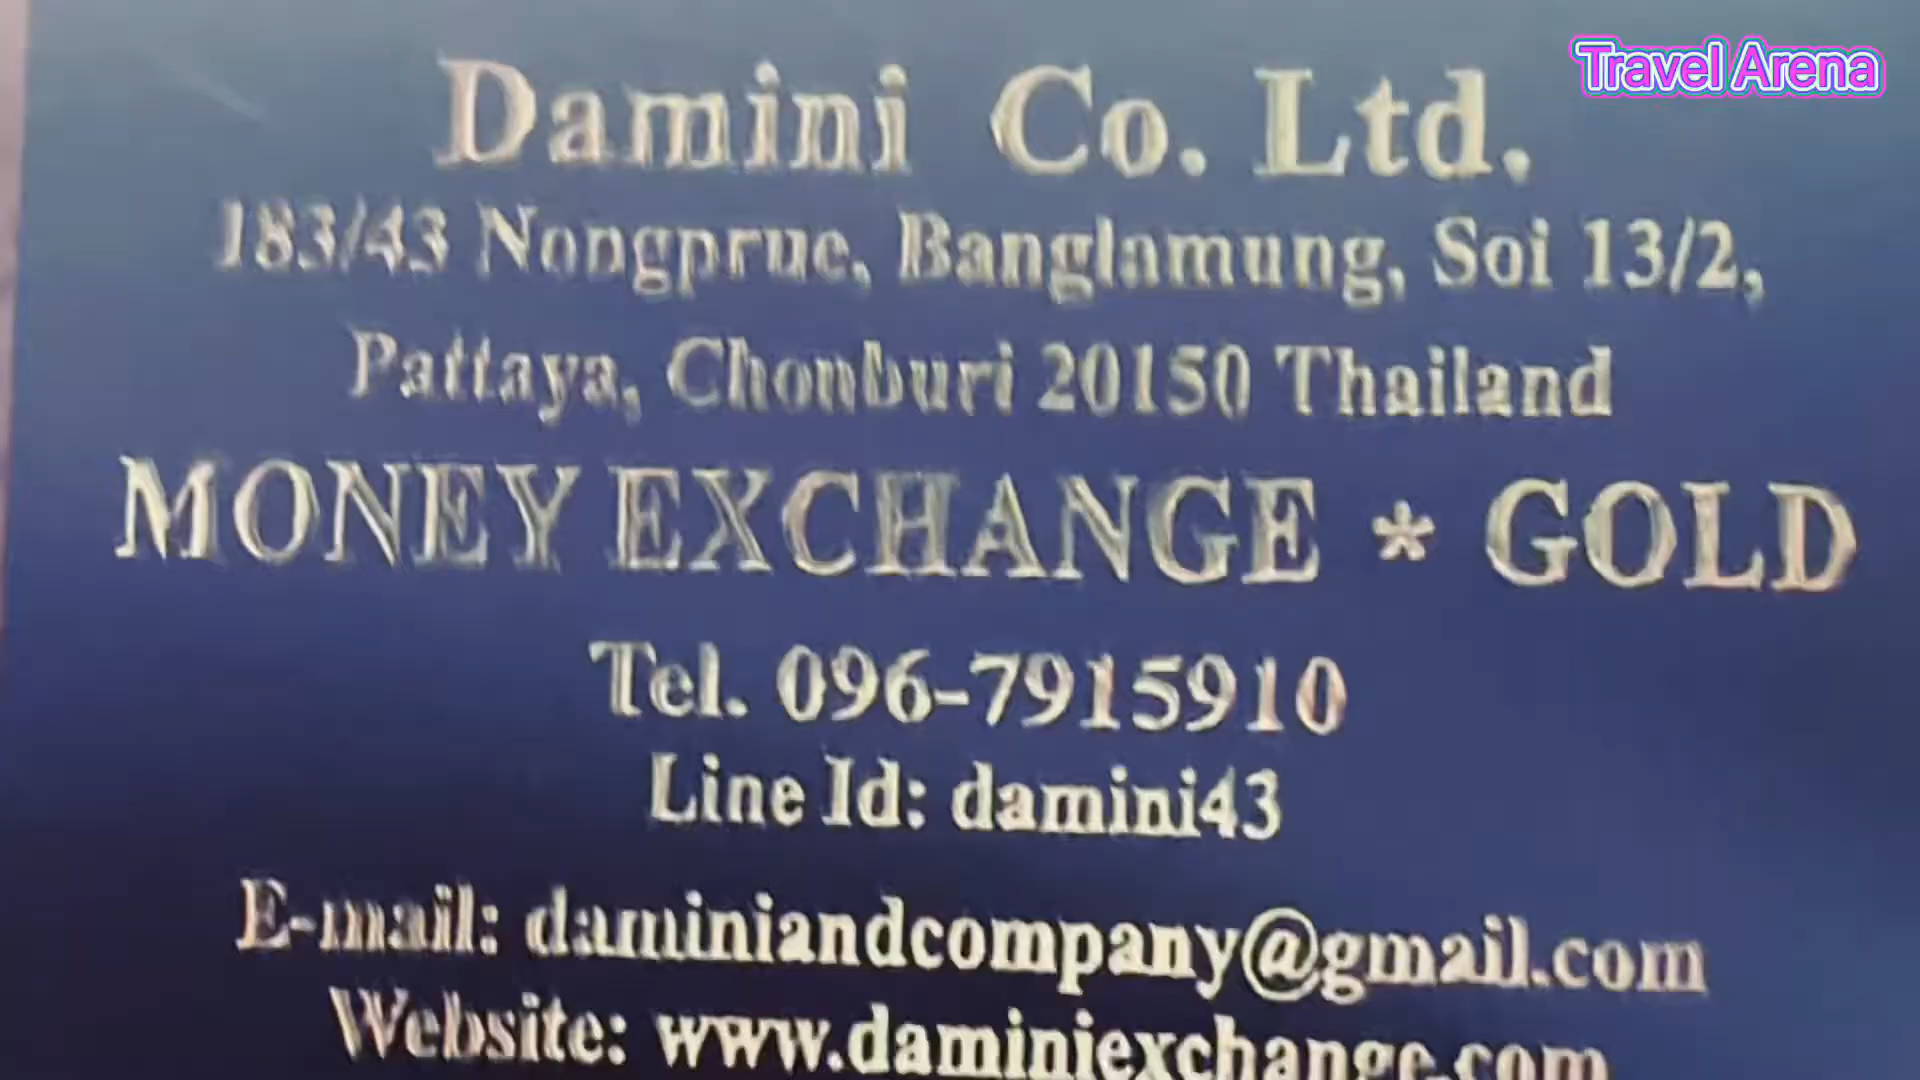 Travel Arena
Damini Co. Ltd.
183/43 Nongprue, Banglamung, Soi 13/2,
Pattaya, Chonburi 20150 Thailand
MONEY EXCHANGE * GOLD
Tel. 096-7915910
Line Id: damini43
E-mail: daminiandcompany@gmail.com
Website: www.daminiexchange.com